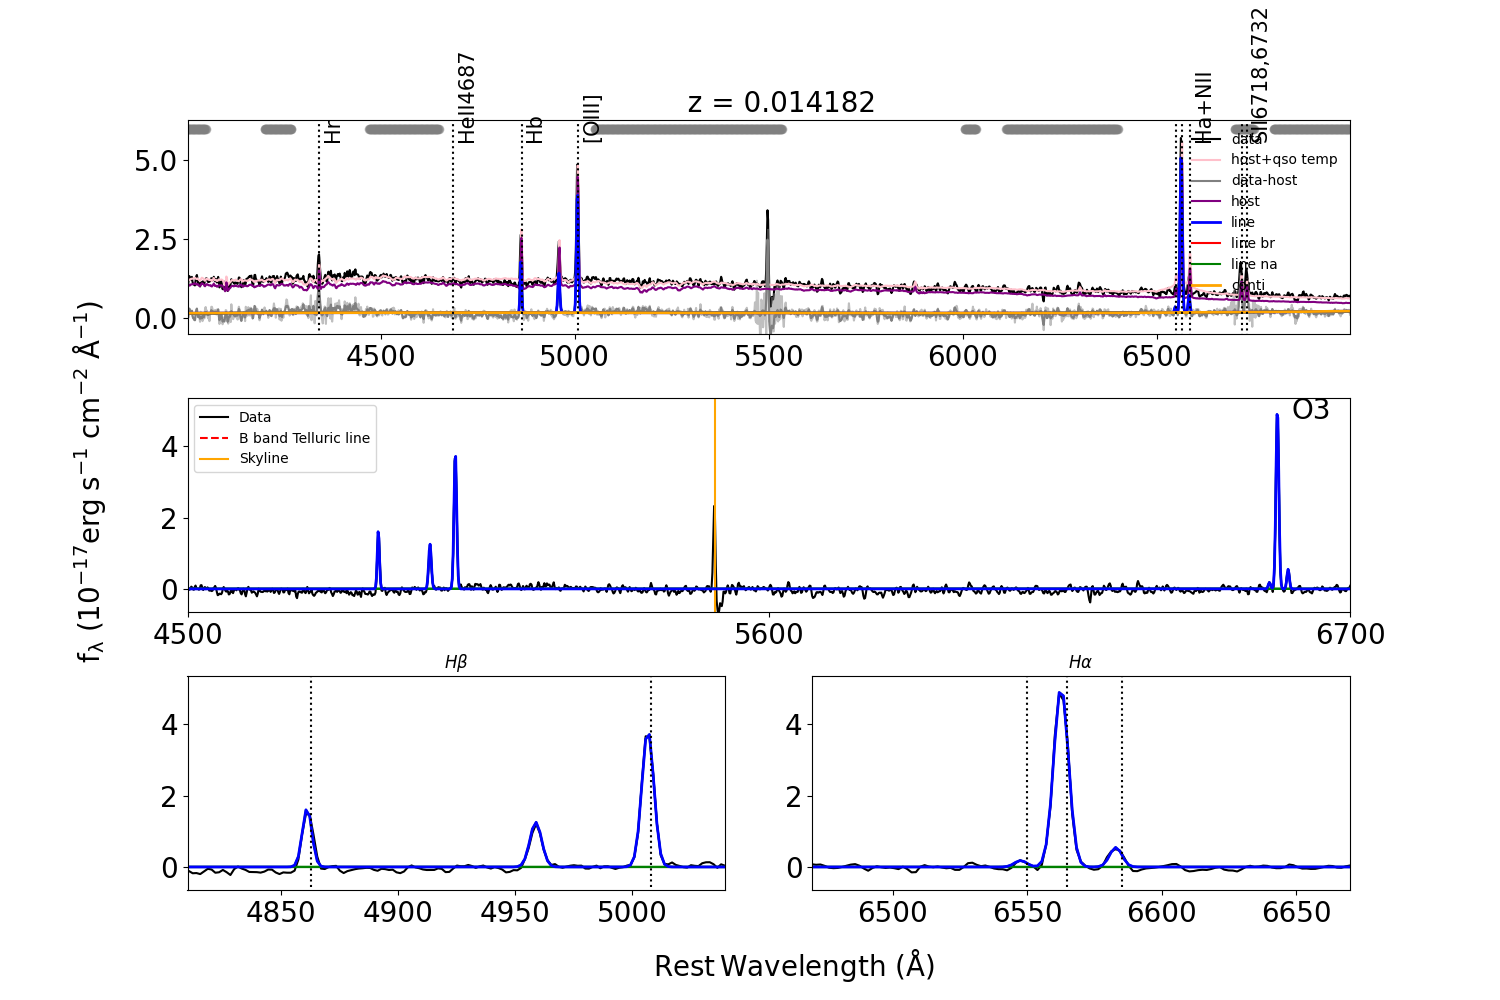 z = 0.014182
Hr
HeII4687
Hb
[OIII]
Ha+NII
SII6718,6732
data
host+qso temp
data-host
host
line
line br
line na
conti
5.0
2.5
0.0
4500
5000
5500
6000
6500
Data
B band Telluric line
Skyline
O3
4
2
0
4500
5600
6700
fλ (10−17erg s−1 cm−2 Å−1)
Hβ
4
2
0
4850
4900
4950
5000
Hα
4
2
0
6500
6550
6600
6650
Rest Wavelength (Å)